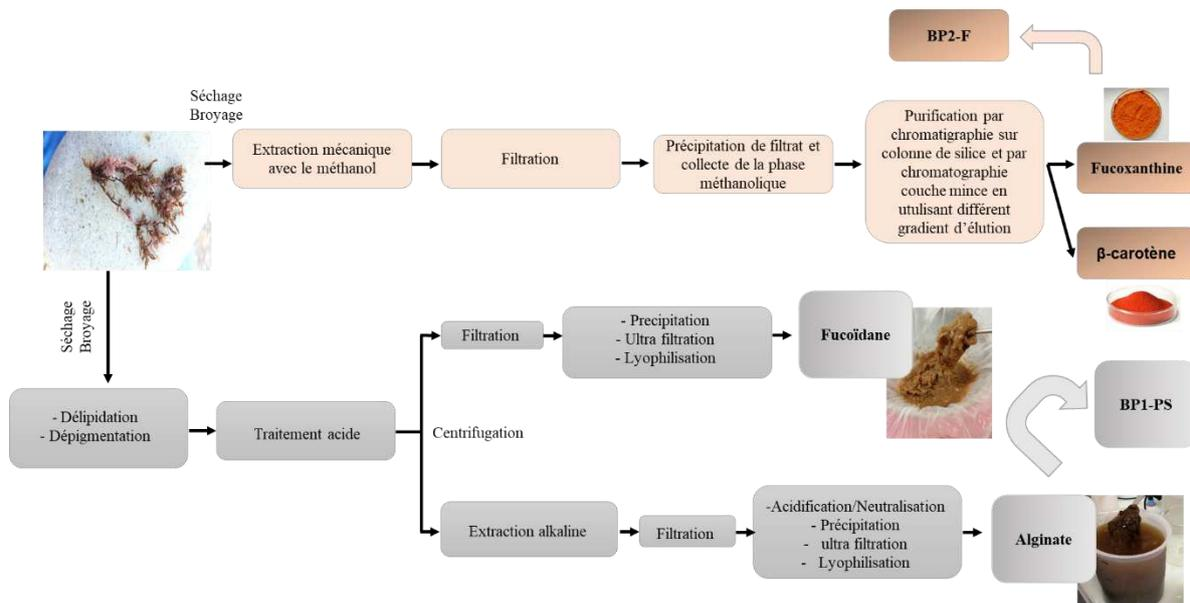 BP2-F
Séchage
Broyage
Extraction mécanique
avec le méthanol
Filtration
Précipitation de filtrat et
collecte de la phase
méthanolique
Purification par
chromatigraphie sur
colonne de silice et par
chromatographie
couche mince en
utulisant différent
gradient d'élution
Fucoxanthine
β-carotène
Séchage
Broyage
Filtration
- Precipitation
- Ultra filtration
- Lyophilisation
Fucoïdane
BP1-PS
- Délipidation
- Dépigmentation
Traitement acide
Centrifugation
Extraction alkaline
Filtration
-Acidification/Neutralisation
- Précipitation
- ultra filtration
- Lyophilisation
Alginate